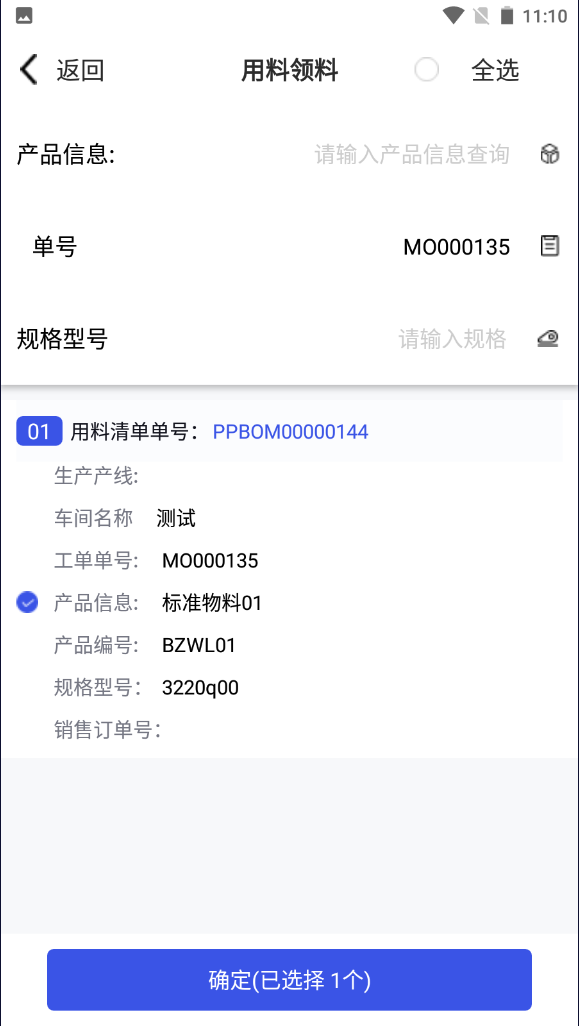 11:10
返回 用料领料 全选
产品信息: 请输入产品信息查询
单号 MO000135
规格型号 请输入规格
01 用料清单单号: PPBOM00000144
生产产线:
车间名称 测试
工单单号: MO000135
产品信息: 标准物料01
产品编号: BZWL01
规格型号: 3220q00
销售订单号:
确定(已选择 1个)